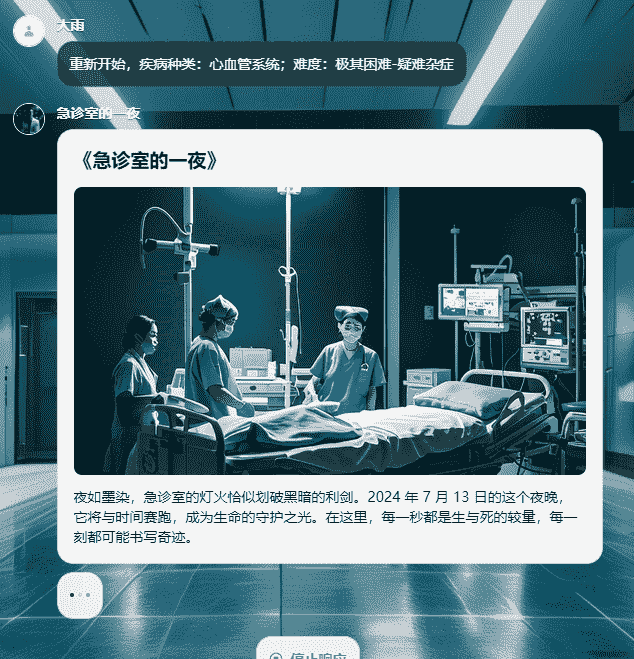 大雨
重新开始，疾病种类：心血管系统；难度：极其困难-疑难杂症
急诊室的一夜
《急诊室的一夜》
夜如墨染，急诊室的灯火恰似划破黑暗的利剑。2024 年 7 月 13 日的这个夜晚，
它将与时间赛跑，成为生命的守护之光。在这里，每一秒都是生与死的较量，每一
刻都可能书写奇迹。
停止响应